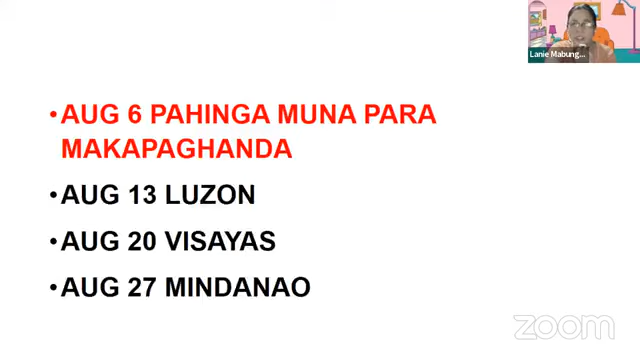 Lanie Mabung...
•AUG 6 PAHINGA MUNA PARA
MAKAPAGHANDA
•AUG 13 LUZON
•AUG 20 VISAYAS
•AUG 27 MINDANAO
zoom